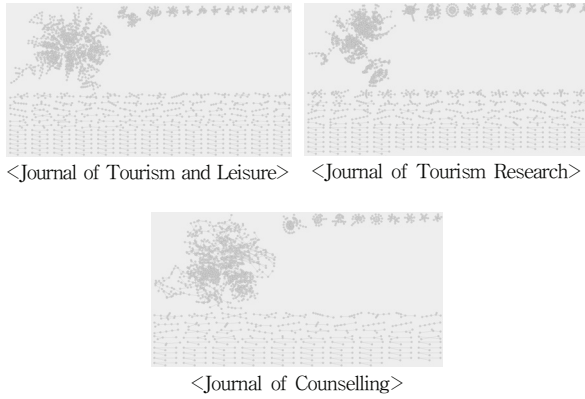 <Journal of Tourism and Leisure>
<Journal of Tourism Research>
<Journal of Counselling>